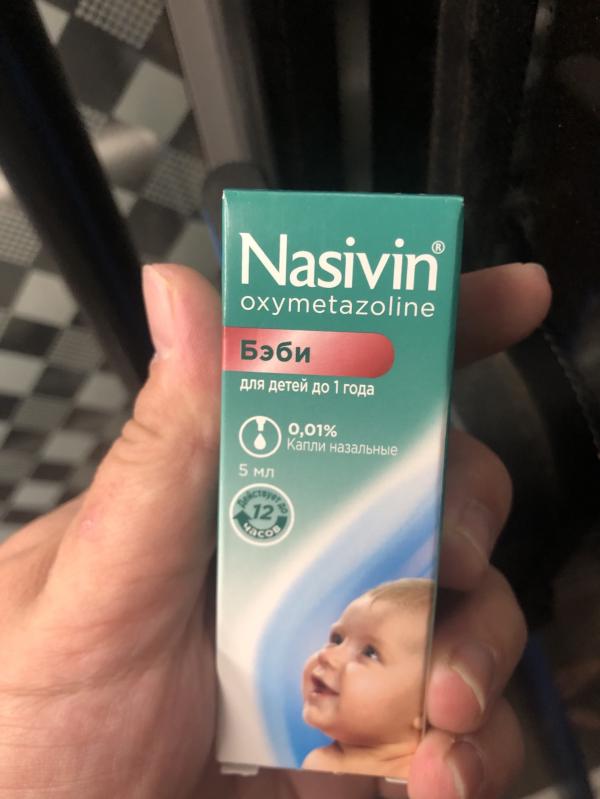 Nasivin®
oxymetazoline
Бэби
для детей до 1 года
0,01%
Капли назальные
5 мл
Действует до
12
часов